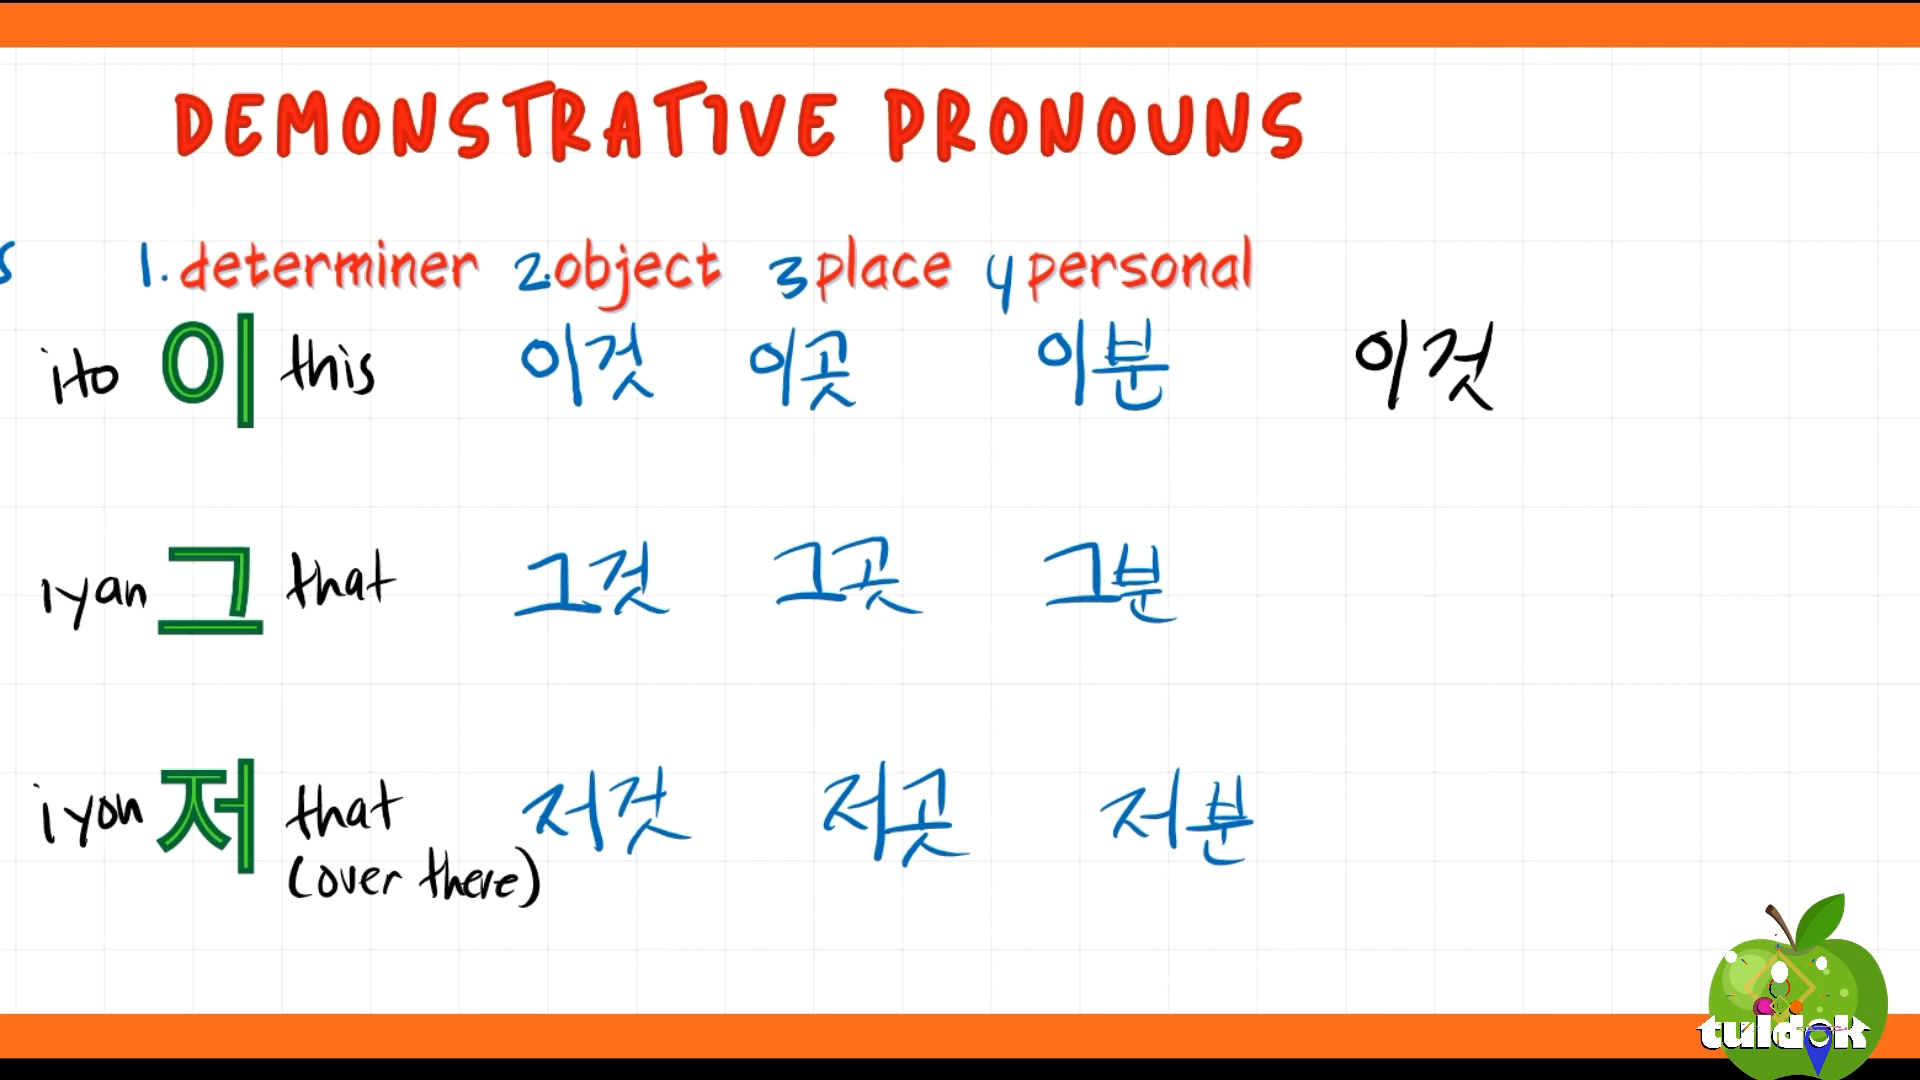 DEMONSTRATIVE PRONOUNS
1. determiner 2. object 3 place 4 personal
ito 이 this 이것 이곳 이분 이것
iyan 그 that 그것 그곳 그분
iyon 저 that 저것 저곳 저분
(over there)
tuldok